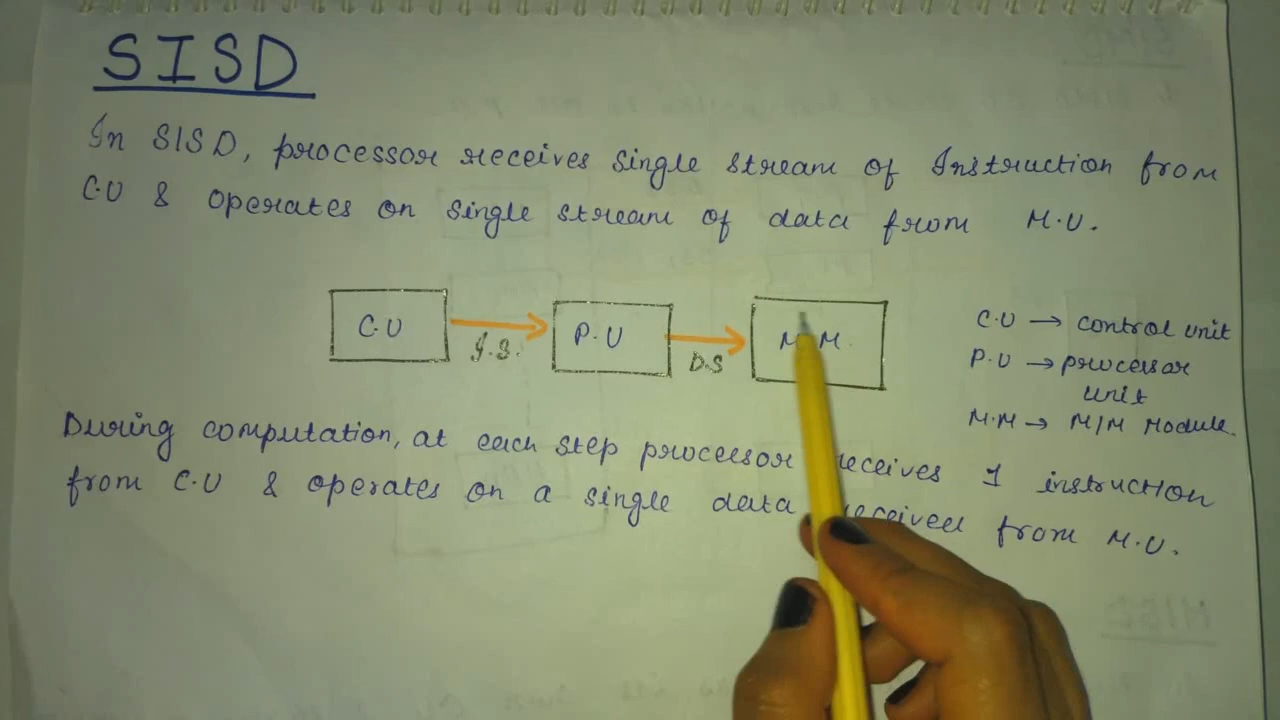 SISD
In SISD, processor receives single stream of Instruction from
C.U & operates on single stream of data from M.U.
C.U
I.S.
P.U
D.S
M.M.
C.U → control unit
P.U → processor
unit
M.M → M/M Module.
During computation, at each step processor receives 1 instruction
from C.U & operates on a single data received from M.U.